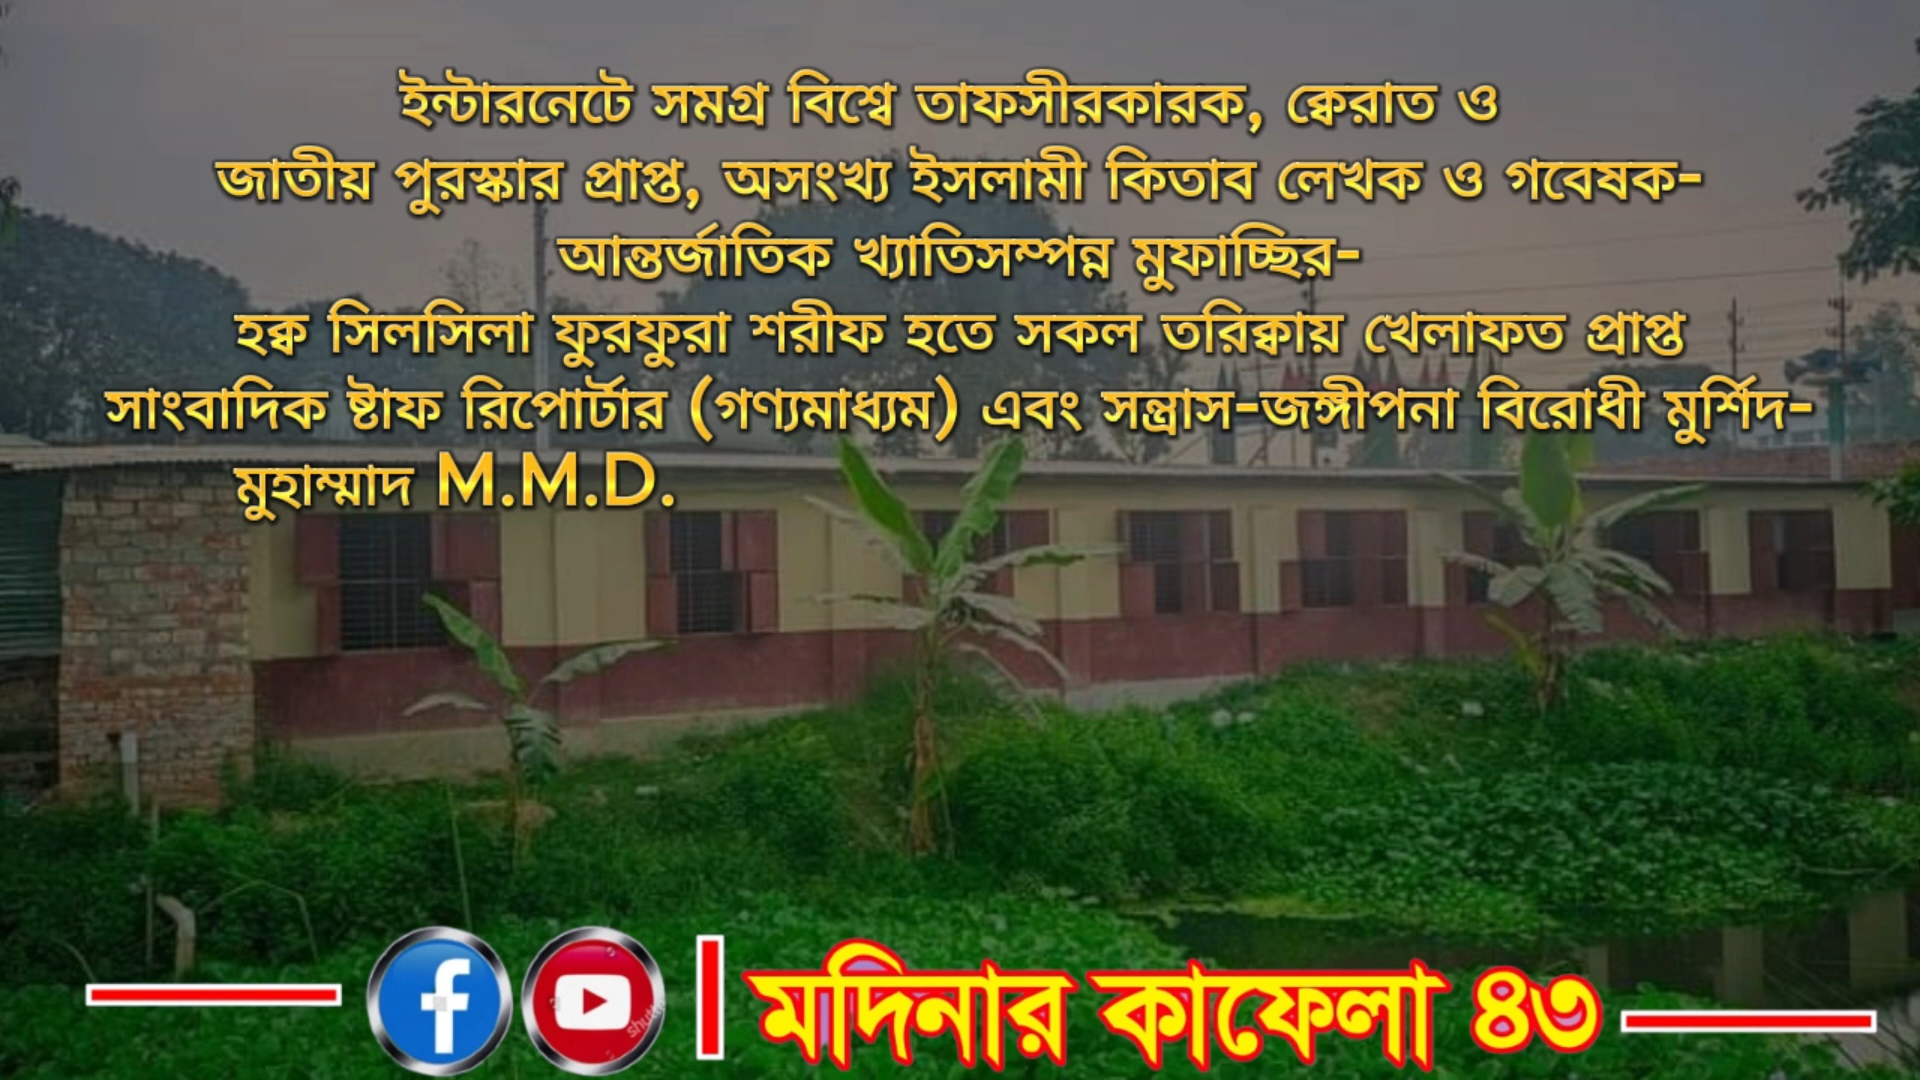 ইন্টারনেটে সমগ্র বিশ্বে তাফসীরকারক, ক্বেরাত ও
জাতীয় পুরস্কার প্রাপ্ত, অসংখ্য ইসলামী কিতাব লেখক ও গবেষক-
আন্তর্জাতিক খ্যাতিসম্পন্ন মুফাচ্ছির-
হক্ব সিলসিলা ফুরফুরা শরীফ হতে সকল তরিক্বায় খেলাফত প্রাপ্ত
সাংবাদিক ষ্টাফ রিপোর্টার (গণ্যমাধ্যম) এবং সন্ত্রাস-জঙ্গীপনা বিরোধী মুর্শিদ-
মুহাম্মাদ M.M.D.
মদিনার কাফেলা ৪৩